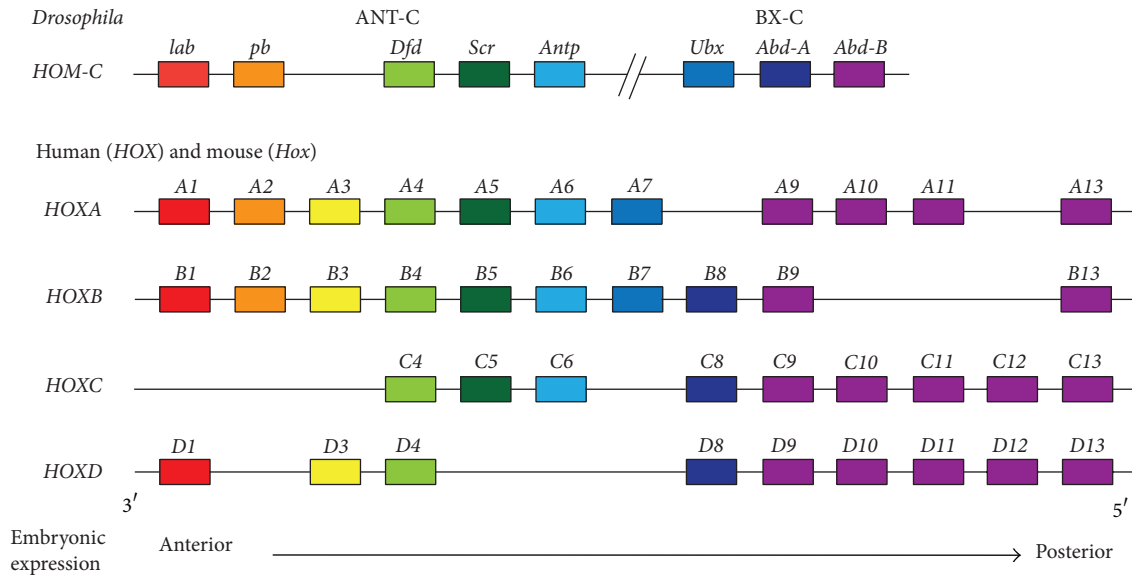 Drosophila ANT-C BX-C
lab pb Dfd Scr Antp Ubx Abd-A Abd-B
HOM-C
Human (HOX) and mouse (Hox)
A1 A2 A3 A4 A5 A6 A7 A9 A10 A11 A13
HOXA
B1 B2 B3 B4 B5 B6 B7 B8 B9 B13
HOXB
C4 C5 C6 C8 C9 C10 C11 C12 C13
HOXC
D1 D3 D4 D8 D9 D10 D11 D12 D13
HOXD
3′ 5′
Embryonic
expression
Anterior Posterior